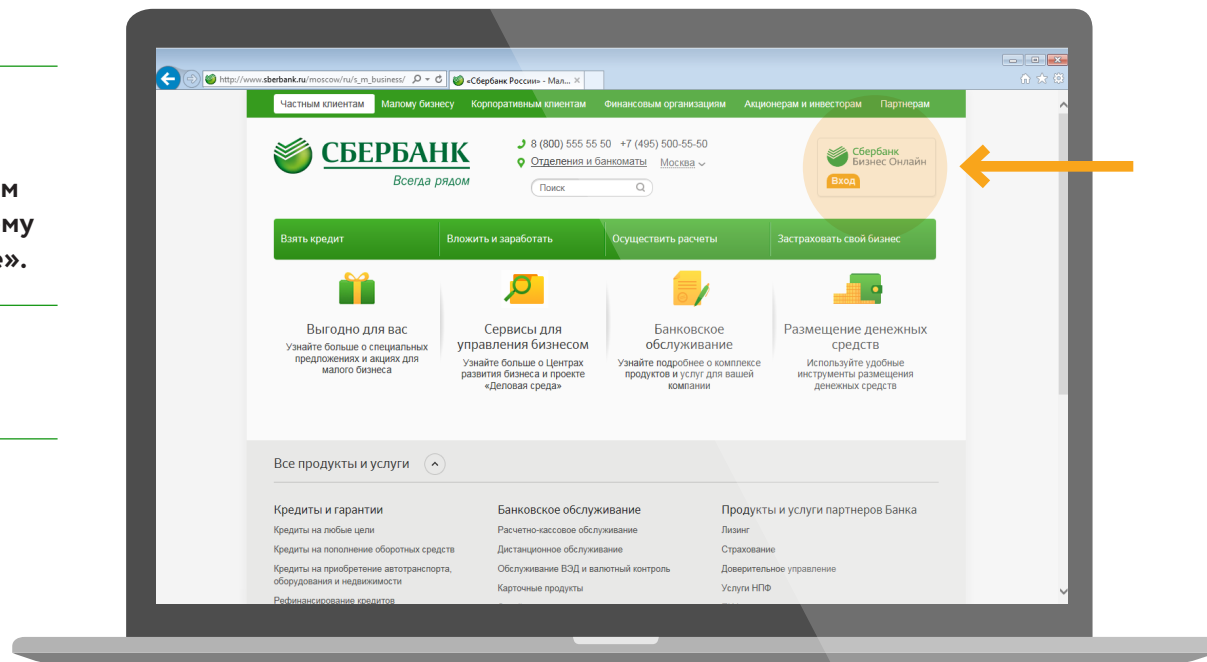 м
му
е».
http://www.sberbank.ru/moscow/ru/s_m_business/
«Сбербанк России» - Мал...
Частным клиентам Малому бизнесу Корпоративным клиентам Финансовым организациям Акционерам и инвесторам Партнерам
СБЕРБАНК
Всегда рядом
8 (800) 555 55 50 +7 (495) 500-55-50
Отделения и банкоматы Москва
Поиск
Сбербанк
Бизнес Онлайн
Вход
Взять кредит Вложить и заработать Осуществить расчеты Застраховать свой бизнес
Выгодно для вас
Узнайте больше о специальных
предложениях и акциях для
малого бизнеса
Сервисы для
управления бизнесом
Узнайте больше о Центрах
развития бизнеса и проекте
«Деловая среда»
Банковское
обслуживание
Узнайте подробнее о комплексе
продуктов и услуг для вашей
компании
Размещение денежных
средств
Используйте удобные
инструменты размещения
денежных средств
Все продукты и услуги
Кредиты и гарантии
Кредиты на любые цели
Кредиты на пополнение оборотных средств
Кредиты на приобретение автотранспорта,
оборудования и недвижимости
Рефинансирование кредитов
Банковское обслуживание
Расчетно-кассовое обслуживание
Дистанционное обслуживание
Обслуживание ВЭД и валютный контроль
Карточные продукты
Продукты и услуги партнеров Банка
Лизинг
Страхование
Доверительное управление
Услуги НПФ